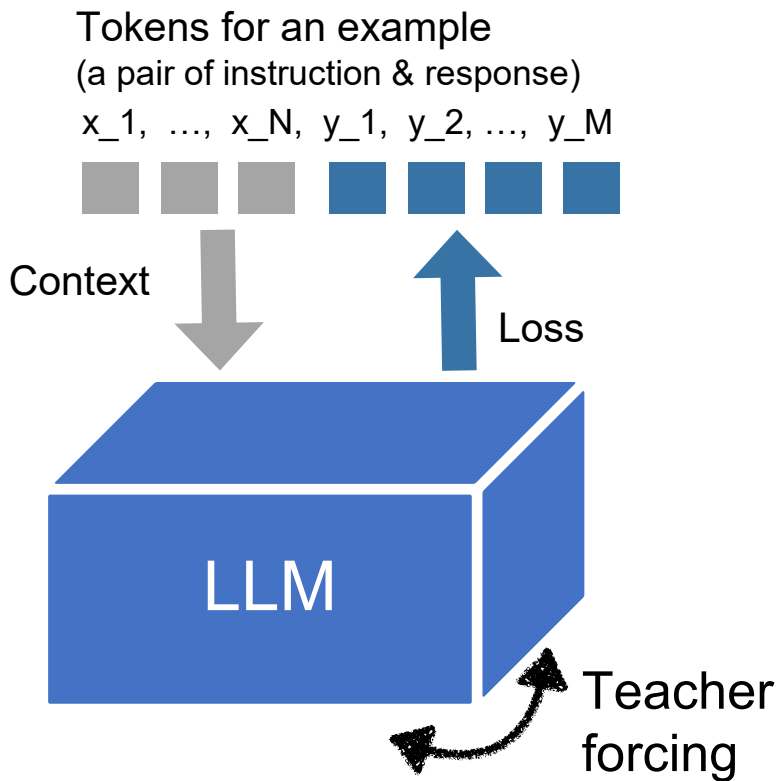 Tokens for an example
(a pair of instruction & response)
x_1, …, x_N, y_1, y_2, …, y_M
Context
Loss
LLM
Teacher
forcing